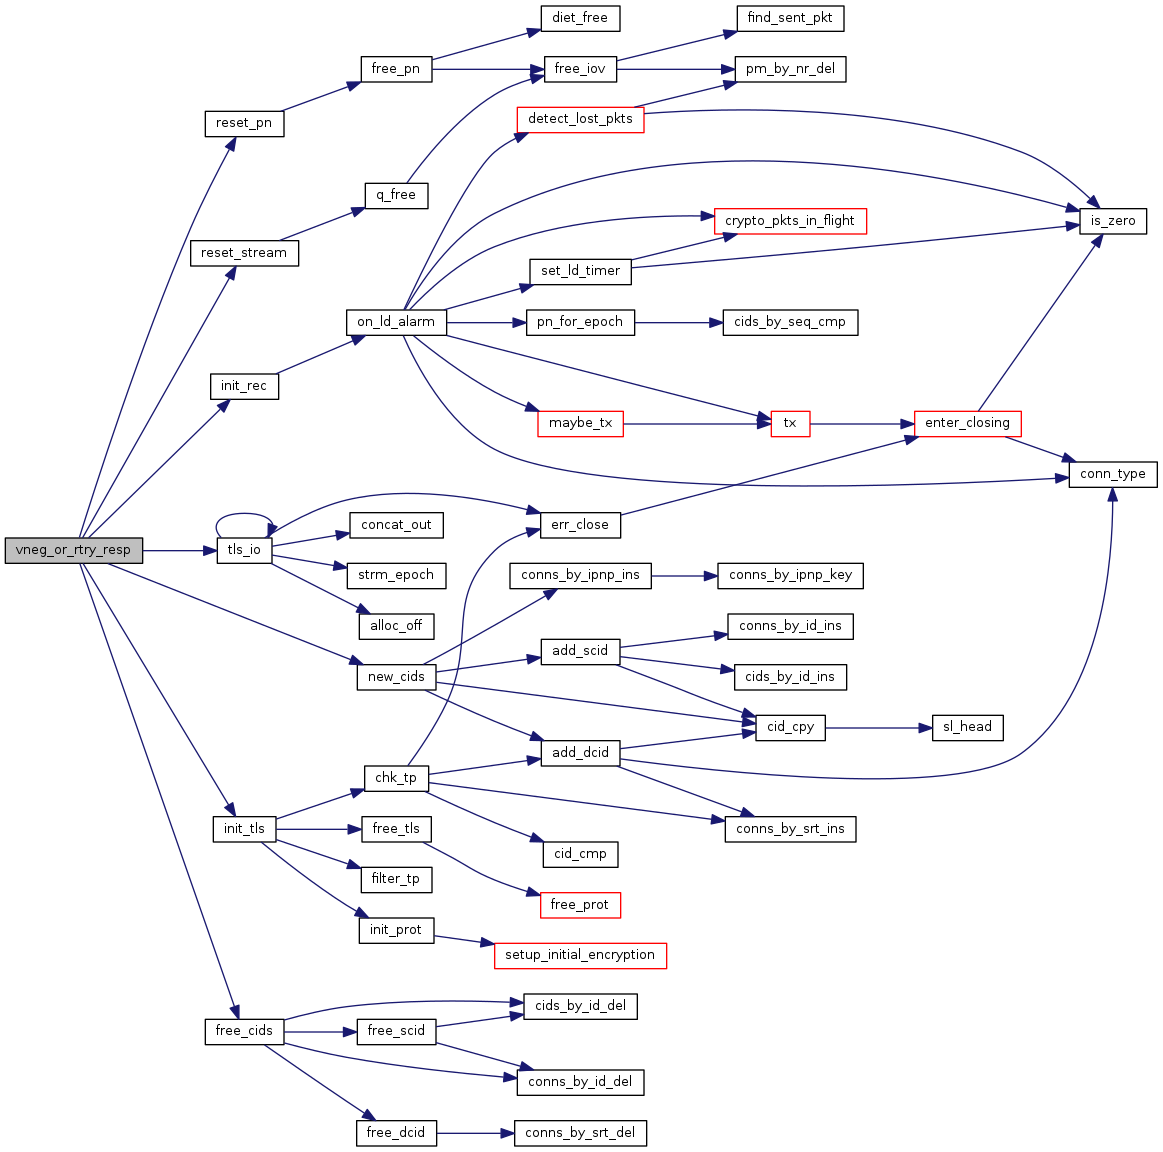 diet_free
find_sent_pkt
free_pn
free_iov
pm_by_nr_del
reset_pn
detect_lost_pkts
q_free
crypto_pkts_in_flight
is_zero
reset_stream
set_ld_timer
on_ld_alarm
pn_for_epoch
cids_by_seq_cmp
init_rec
maybe_tx
tx
enter_closing
conn_type
concat_out
err_close
vneg_or_rtry_resp
tls_io
strm_epoch
conns_by_ipnp_ins
conns_by_ipnp_key
alloc_off
conns_by_id_ins
add_scid
new_cids
cids_by_id_ins
cid_cpy
sl_head
add_dcid
chk_tp
init_tls
free_tls
conns_by_srt_ins
cid_cmp
filter_tp
free_prot
init_prot
setup_initial_encryption
cids_by_id_del
free_cids
free_scid
conns_by_id_del
free_dcid
conns_by_srt_del